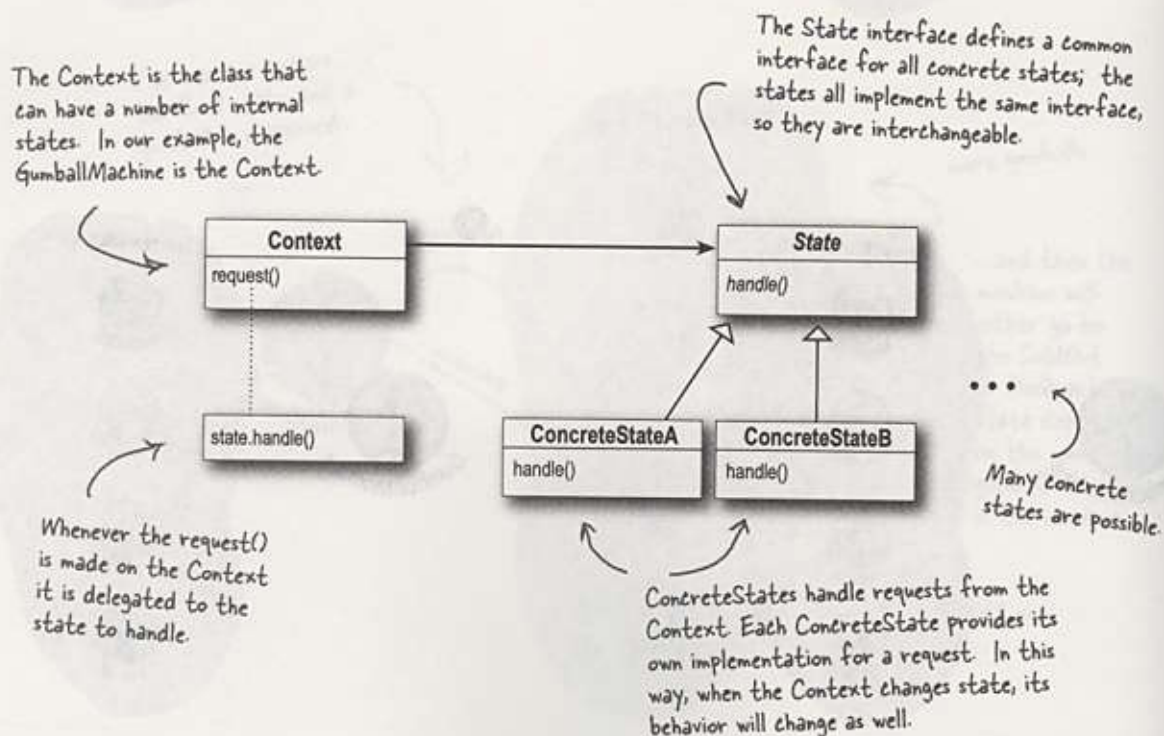 The Context is the class that
can have a number of internal
states. In our example, the
GumballMachine is the Context.
The State interface defines a common
interface for all concrete states; the
states all implement the same interface,
so they are interchangeable.
Context
request()
State
handle()
state.handle()
ConcreteStateA
handle()
ConcreteStateB
handle()
...
Many concrete
states are possible.
Whenever the request()
is made on the Context
it is delegated to the
state to handle.
ConcreteStates handle requests from the
Context. Each ConcreteState provides its
own implementation for a request. In this
way, when the Context changes state, its
behavior will change as well.